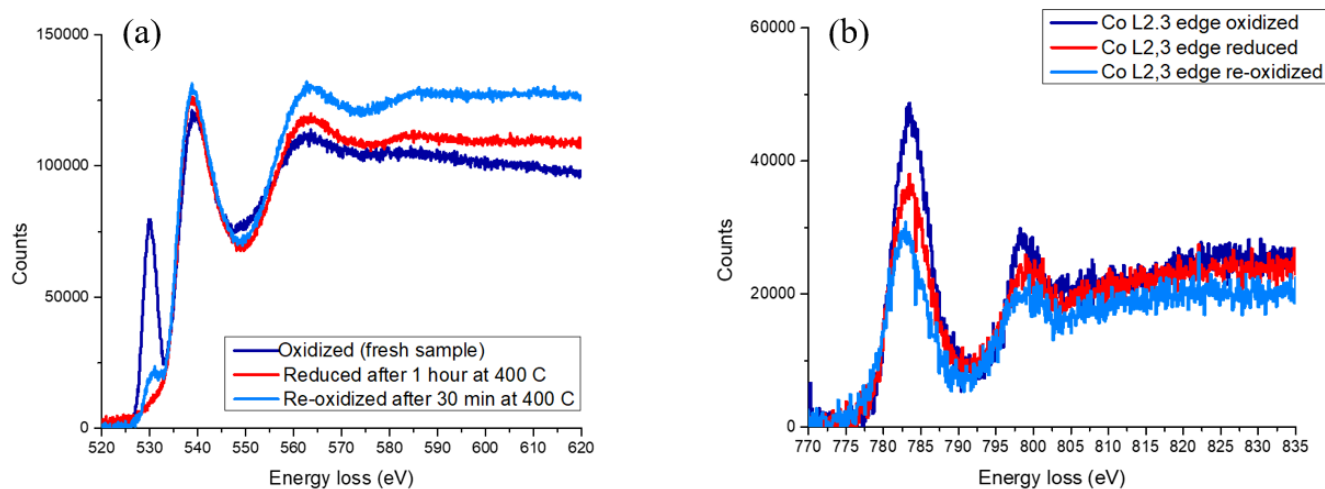 (a)
150000
100000
50000
0
Counts
Oxidized (fresh sample)
Reduced after 1 hour at 400 C
Re-oxidized after 30 min at 400 C
520 530 540 550 560 570 580 590 600 610 620
Energy loss (eV)
(b)
Co L2.3 edge oxidized
Co L2,3 edge reduced
Co L2,3 edge re-oxidized
60000
40000
20000
0
Counts
770 775 780 785 790 795 800 805 810 815 820 825 830 835
Energy loss (eV)